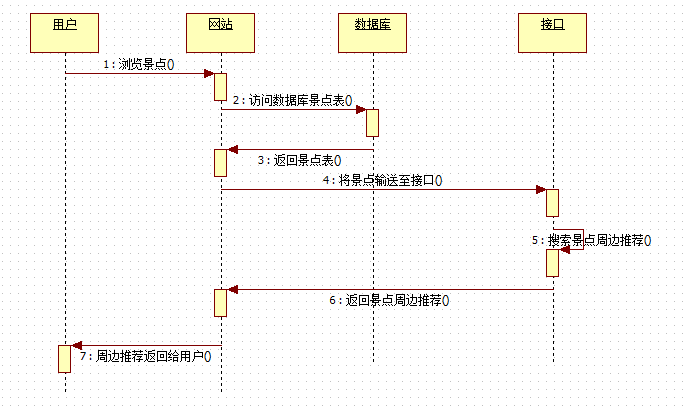 用户
网站
数据库
接口
1 : 浏览景点()
2 : 访问数据库景点表()
3 : 返回景点表()
4 : 将景点输送至接口()
5 : 搜索景点周边推荐()
6 : 返回景点周边推荐()
7 : 周边推荐返回给用户()